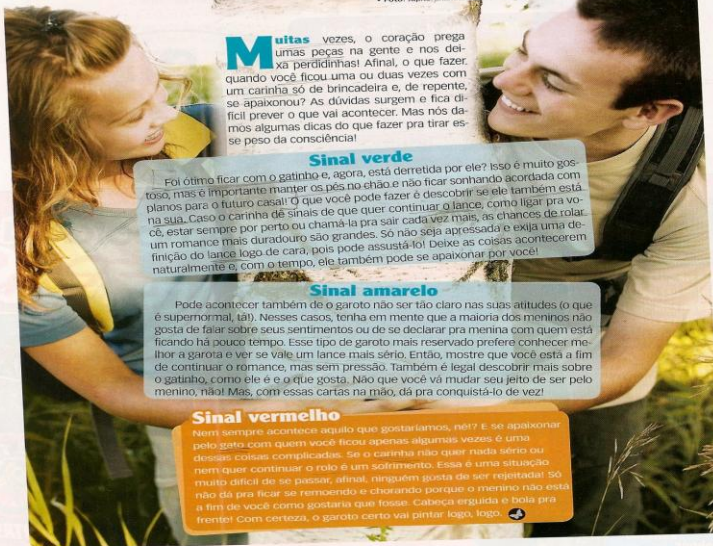 Muitas vezes, o coração prega
umas peças na gente e nos dei-
xa perdidinhas! Afinal, o que fazer,
quando você ficou uma ou duas vezes com
um carinha só de brincadeira e, de repente,
se apaixonou? As dúvidas surgem e fica di-
fícil prever o que vai acontecer. Mas nós da-
mos algumas dicas do que fazer pra tirar es-
se peso da consciência!
Sinal verde
Foi ótimo ficar com o gatinho e, agora, está derretida por ele? Isso é muito gos-
toso, mas é importante manter os pés no chão e não ficar sonhando acordada com
planos para o futuro casal! O que você pode fazer é descobrir se ele também está
na sua. Caso o carinha dê sinais de que quer continuar o lance, como ligar pra vo-
cê, estar sempre por perto ou chamá-la pra sair cada vez mais, as chances de rolar
um romance mais duradouro são grandes. Só não seja apressada e exija uma de-
finição do lance logo de cara, pois pode assustá-lo! Deixe as coisas acontecerem
naturalmente e, com o tempo, ele também pode se apaixonar por você!
Sinal amarelo
Pode acontecer também de o garoto não ser tão claro nas suas atitudes (o que
é supernormal, tá!). Nesses casos, tenha em mente que a maioria dos meninos não
gosta de falar sobre seus sentimentos ou de se declarar pra menina com quem está
ficando há pouco tempo. Esse tipo de garoto mais reservado prefere conhecer me-
lhor a garota e ver se vale um lance mais sério. Então, mostre que você está a fim
de continuar o romance, mas sem pressão. Também é legal descobrir mais sobre
o gatinho, como ele é e o que gosta. Não que você vá mudar seu jeito de ser pelo
menino, não! Mas, com essas cartas na mão, dá pra conquistá-lo de vez!
Sinal vermelho
Nem sempre acontece aquilo que gostaríamos, né!? E se apaixonar
pelo gato com quem você ficou apenas algumas vezes é uma
dessas coisas complicadas. Se o carinha não quer nada sério ou
nem quer continuar o rolo é um sofrimento. Essa é uma situação
muito difícil de se passar, afinal, ninguém gosta de ser rejeitada! Só
não dá pra ficar se remoendo e chorando porque o menino não está
a fim de você como gostaria que fosse. Cabeça erguida e bola pra
frente! Com certeza, o garoto certo vai pintar logo, logo.